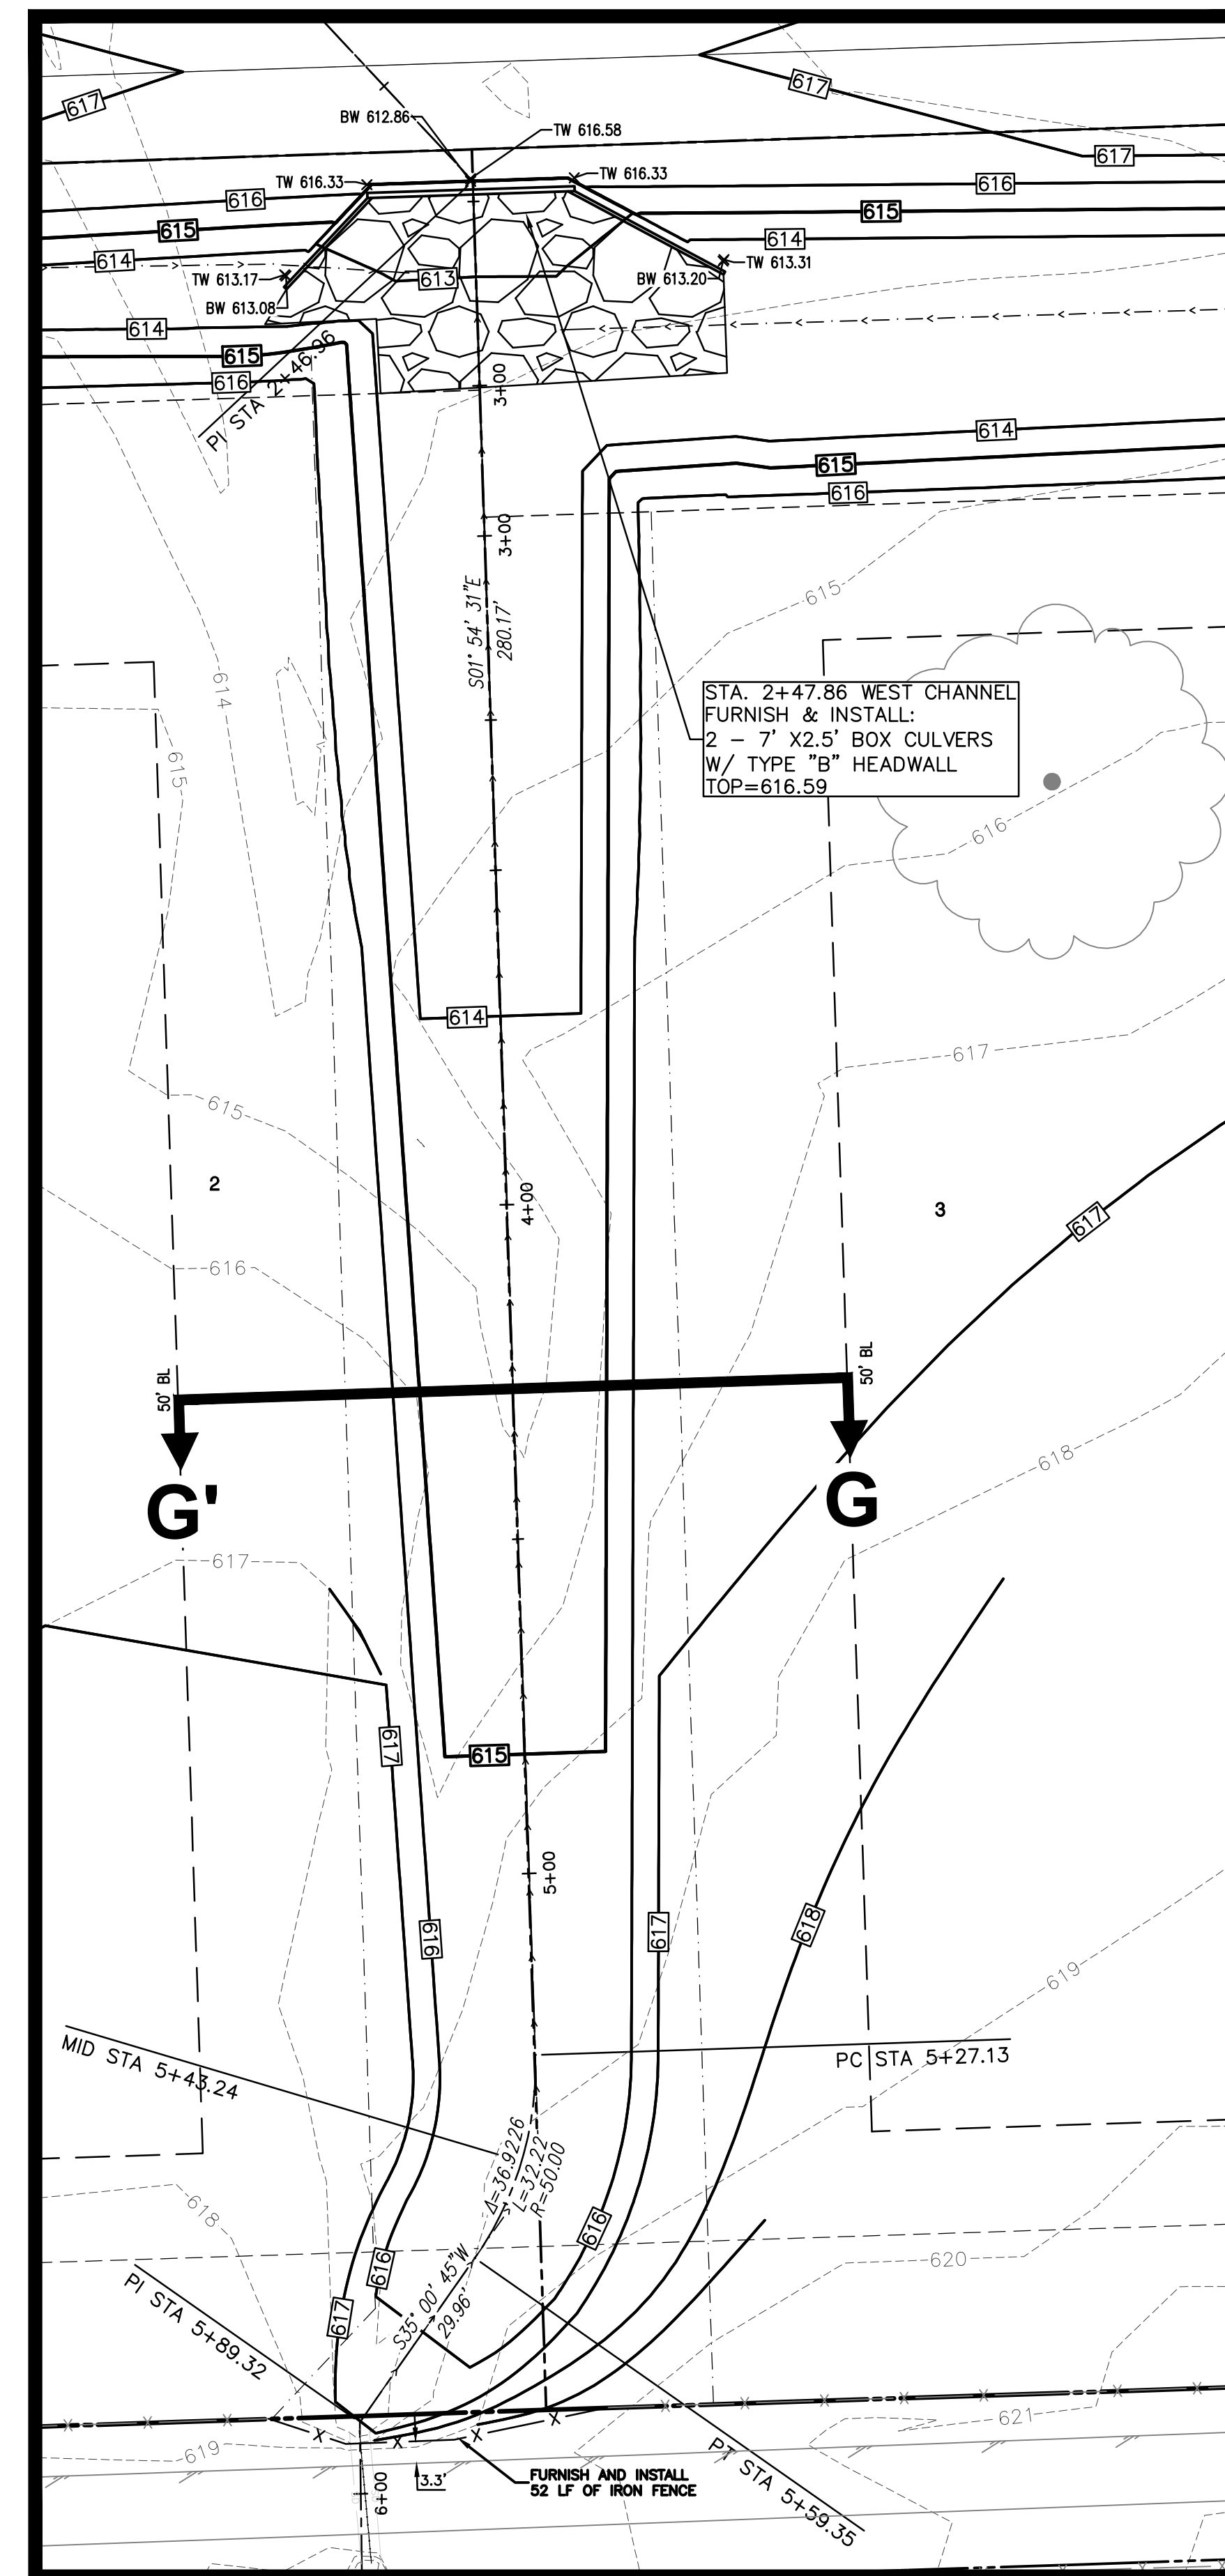 617
617
BW 612.86
TW 616.58
617
TW 616.33
TW 616.33
616
616
615
615
614
614
TW 613.17
613
BW 613.20
TW 613.31
BW 613.08
614
615
616
PI STA 2+46.96
3+00
614
615
616
3+00
S01° 54' 31"E
280.17'
615
614
615
STA. 2+47.86 WEST CHANNEL
FURNISH & INSTALL:
2 - 7' X2.5' BOX CULVERS
W/ TYPE "B" HEADWALL
TOP=616.59
616
614
617
615
2
3
4+00
617
616
50' BL
50' BL
618
G'
G
617
617
615
5+00
616
617
618
619
MID STA 5+43.24
PC STA 5+27.13
Δ=36.9226
L=32.22
R=50.00
618
616
S35° 00' 45"W
29.96'
616
617
620
PI STA 5+89.32
621
619
3.3'
6+00
FURNISH AND INSTALL
52 LF OF IRON FENCE
PT STA 5+59.35